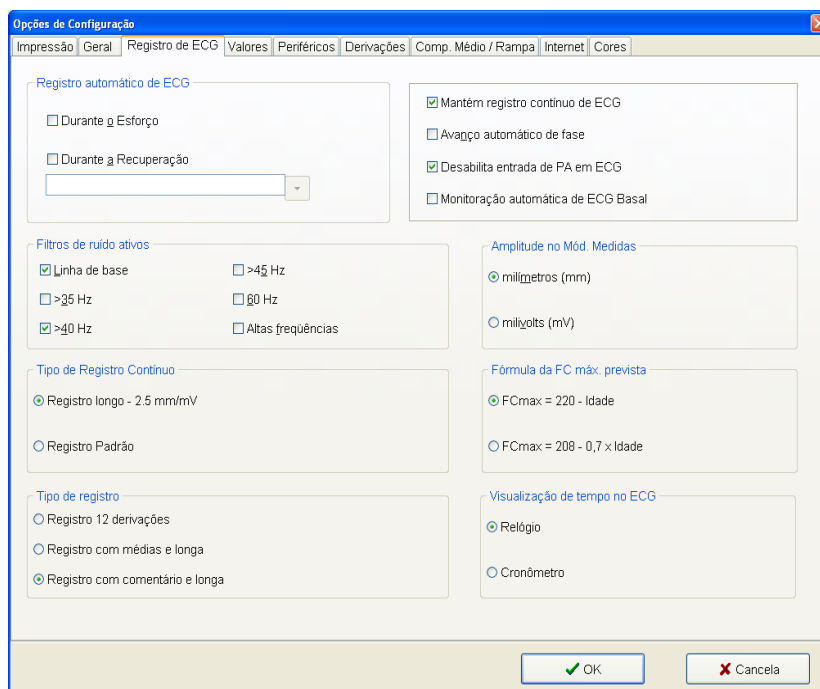 Opções de Configuração
Impressão Geral Registro de ECG Valores Periféricos Derivações Comp. Médio / Rampa Internet Cores
Registro automático de ECG
Durante o Esforço
Durante a Recuperação
Mantém registro contínuo de ECG
Avanço automático de fase
Desabilita entrada de PA em ECG
Monitoração automática de ECG Basal
Filtros de ruído ativos
Linha de base
>45 Hz
>35 Hz
60 Hz
>40 Hz
Altas freqüências
Amplitude no Mód. Medidas
milímetros (mm)
milivolts (mV)
Tipo de Registro Contínuo
Registro longo - 2.5 mm/mV
Registro Padrão
Fórmula da FC máx. prevista
FCmax = 220 - Idade
FCmax = 208 - 0,7 x Idade
Tipo de registro
Registro 12 derivações
Registro com médias e longa
Registro com comentário e longa
Visualização de tempo no ECG
Relógio
Cronômetro
OK
Cancela